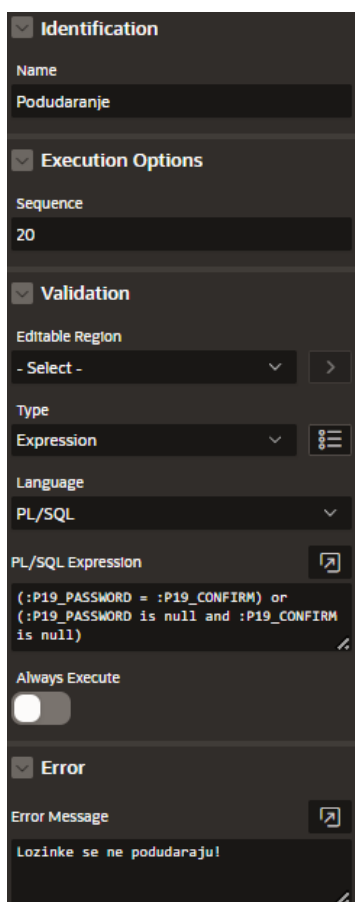 Identification
Name
Podudaranje
Execution Options
Sequence
20
Validation
Editable Region
- Select -
Type
Expression
Language
PL/SQL
PL/SQL Expression
(:P19_PASSWORD = :P19_CONFIRM) or
(:P19_PASSWORD is null and :P19_CONFIRM
is null)
Always Execute
Error
Error Message
Lozinke se ne podudaraju!